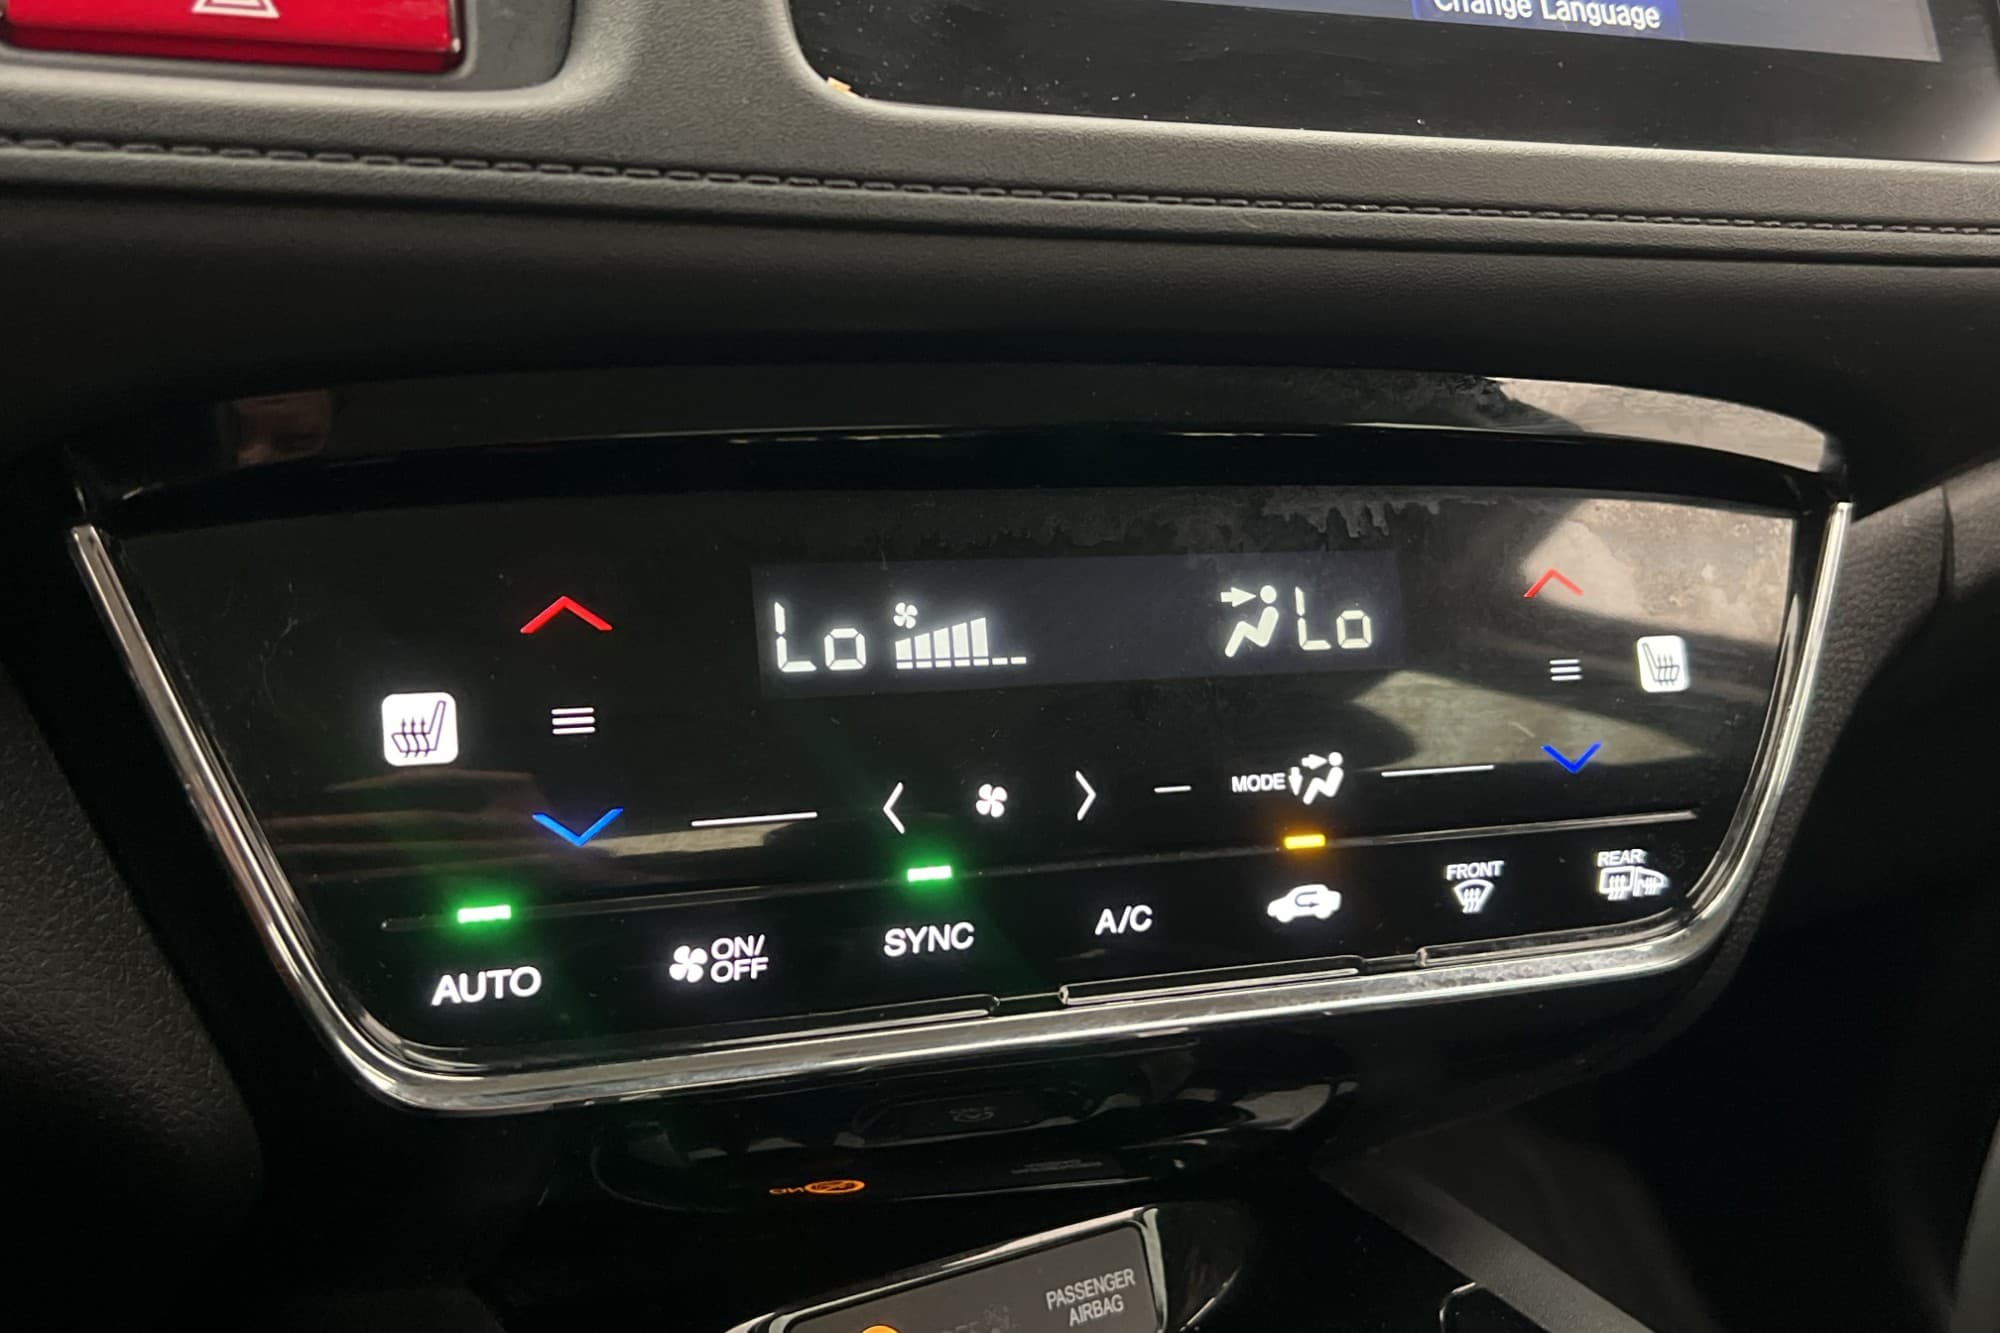 Change Language
Lo Lo
MODE
AUTO
ON/
OFF
SYNC
A/C
FRONT
REAR
PASSENGER
AIRBAG